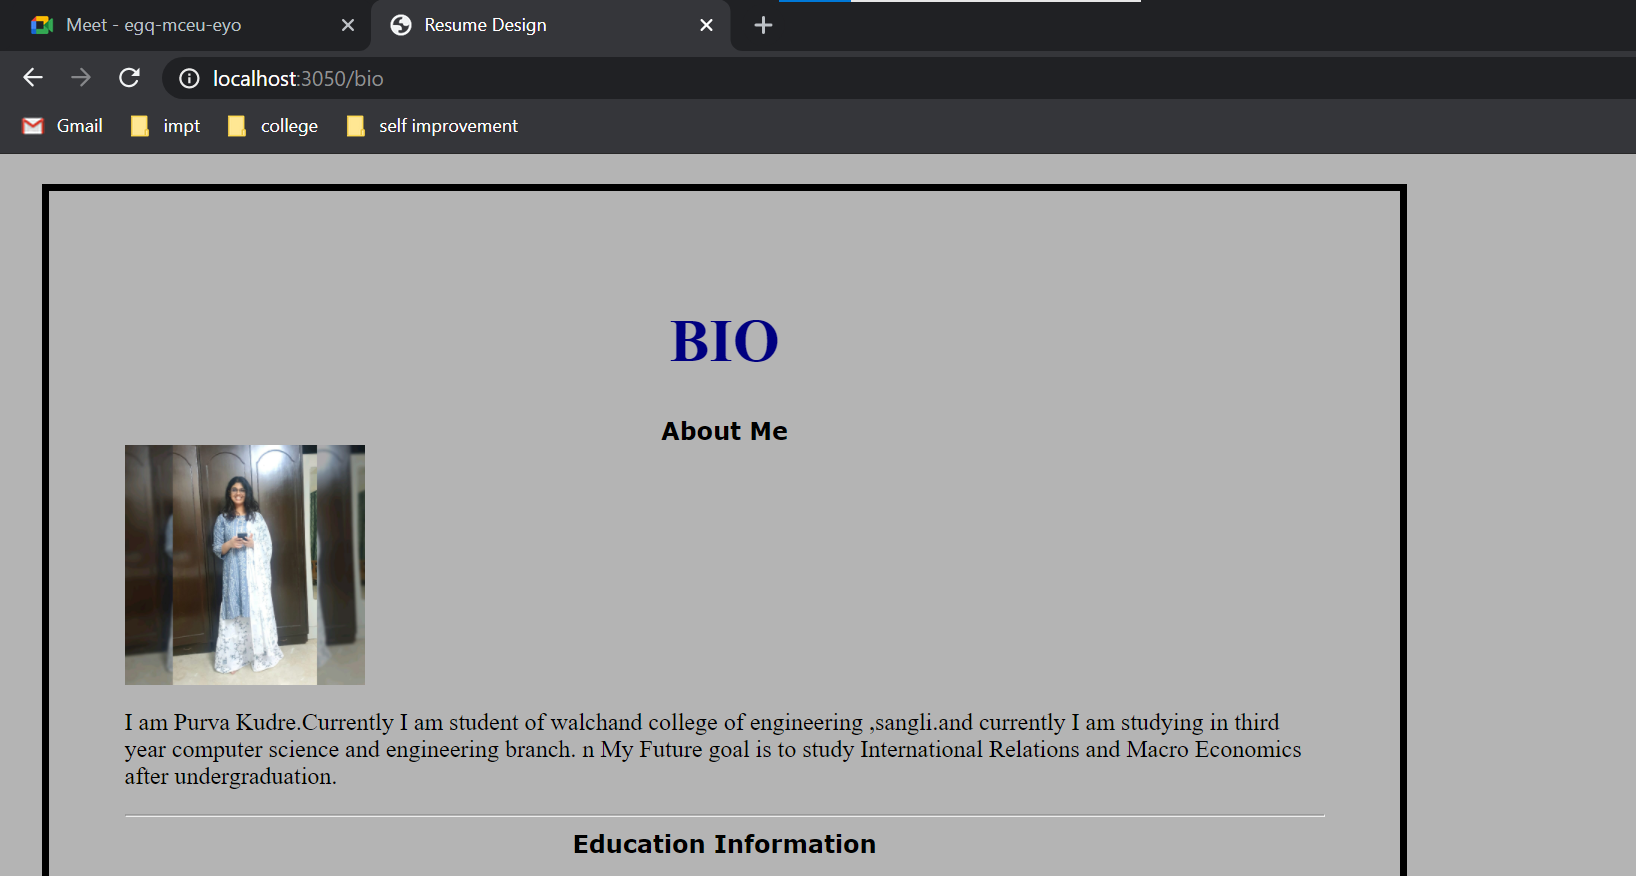 Meet - egq-mceu-eyo
Resume Design
localhost:3050/bio
Gmail
impt
college
self improvement
BIO
About Me
I am Purva Kudre.Currently I am student of walchand college of engineering ,sangli.and currently I am studying in third
year computer science and engineering branch. n My Future goal is to study International Relations and Macro Economics
after undergraduation.
Education Information